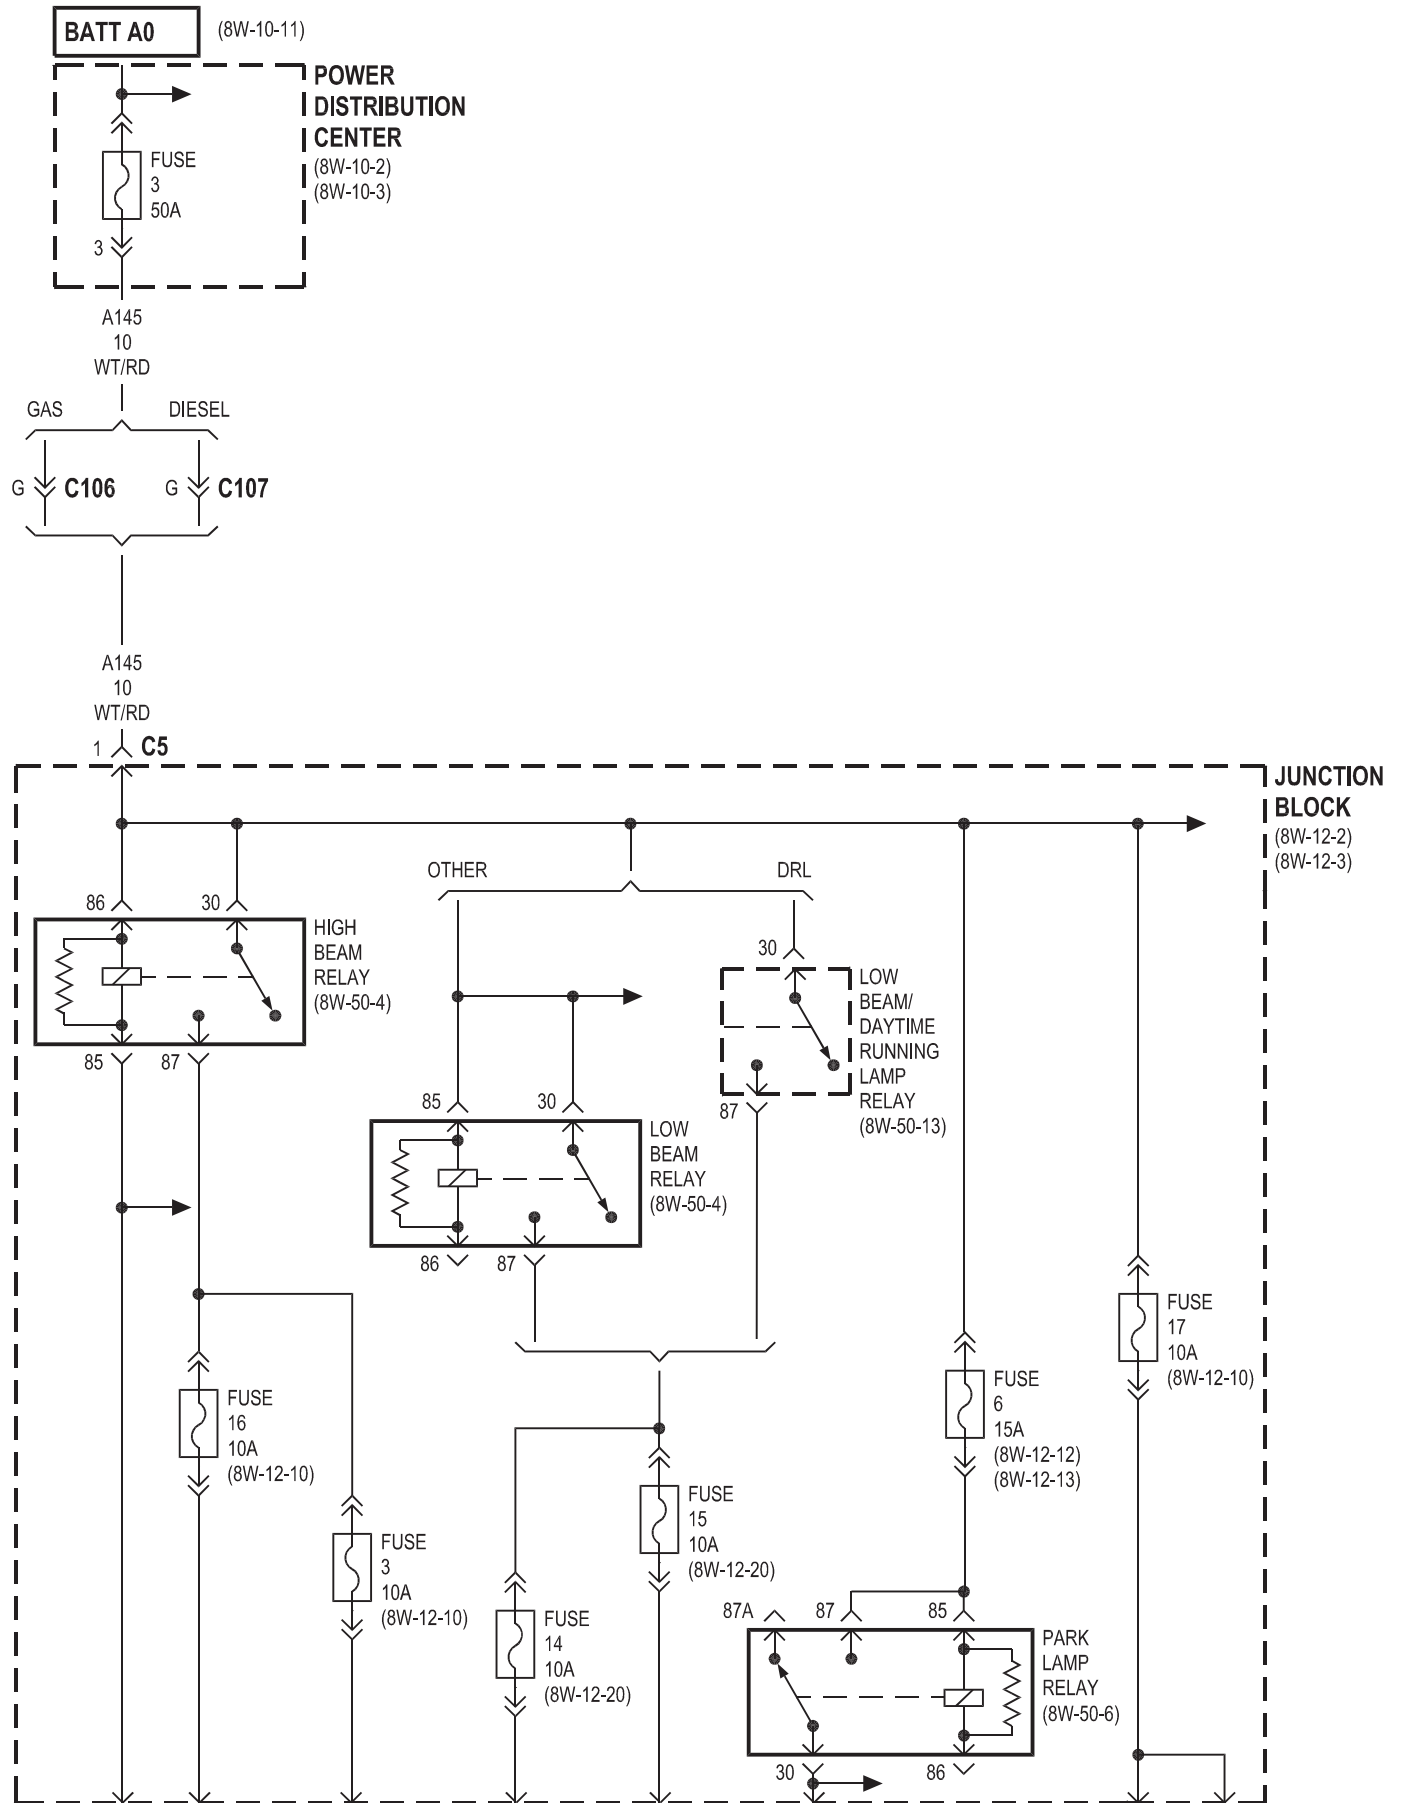 BATT A0
(8W-10-11)
POWER
DISTRIBUTION
CENTER
(8W-10-2)
(8W-10-3)
FUSE
3
50A
3
A145
10
WT/RD
GAS
DIESEL
G
C106
G
C107
A145
10
WT/RD
1
C5
JUNCTION
BLOCK
(8W-12-2)
(8W-12-3)
OTHER
DRL
86
30
HIGH
BEAM
RELAY
(8W-50-4)
85
87
30
LOW
BEAM/
DAYTIME
RUNNING
LAMP
RELAY
(8W-50-13)
87
85
30
LOW
BEAM
RELAY
(8W-50-4)
86
87
FUSE
17
10A
(8W-12-10)
FUSE
6
15A
(8W-12-12)
(8W-12-13)
FUSE
16
10A
(8W-12-10)
FUSE
15
10A
(8W-12-20)
FUSE
3
10A
(8W-12-10)
FUSE
14
10A
(8W-12-20)
87A
87
85
PARK
LAMP
RELAY
(8W-50-6)
30
86